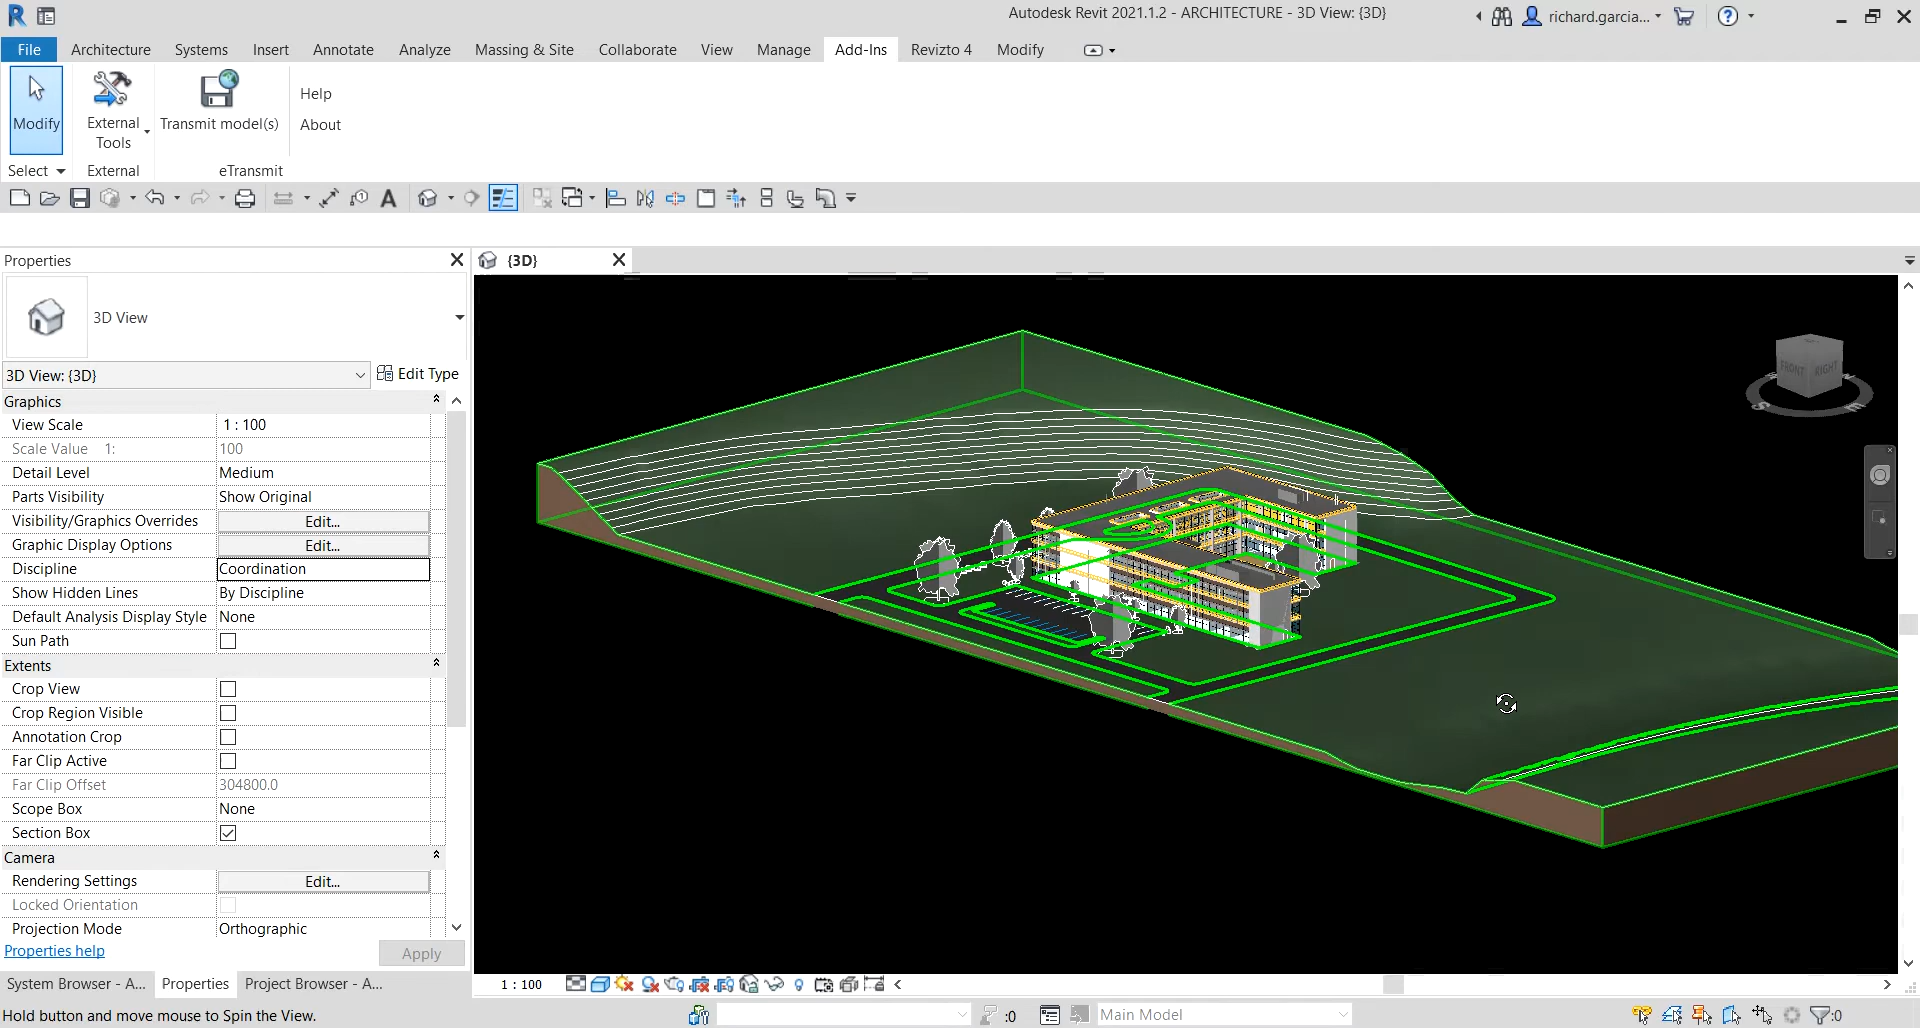 Autodesk Revit 2021.1.2 - ARCHITECTURE - 3D View: {3D}
richard.garcia...
File Architecture Systems Insert Annotate Analyze Massing & Site Collaborate View Manage Add-Ins Revizto 4 Modify
Modify
External Tools
Transmit model(s)
Help
About
Select
External
eTransmit
Properties
{3D}
3D View
3D View: {3D}
Edit Type
Graphics
View Scale 1 : 100
Scale Value 1: 100
Detail Level Medium
Parts Visibility Show Original
Visibility/Graphics Overrides Edit...
Graphic Display Options Edit...
Discipline Coordination
Show Hidden Lines By Discipline
Default Analysis Display Style None
Sun Path
Extents
Crop View
Crop Region Visible
Annotation Crop
Far Clip Active
Far Clip Offset 304800.0
Scope Box None
Section Box
Camera
Rendering Settings Edit...
Locked Orientation
Projection Mode Orthographic
Properties help
Apply
System Browser - A... Properties Project Browser - A...
1 : 100
Hold button and move mouse to Spin the View.
:0
Main Model
:0
FRONT RIGHT
S E